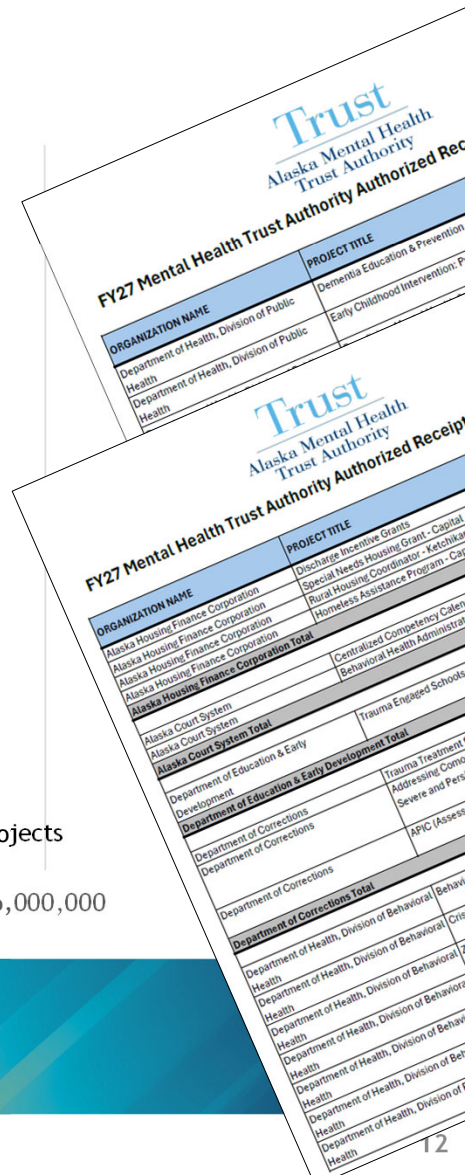 Trust
Alaska Mental Health
Trust Authority
FY27 Mental Health Trust Authority Authorized Rec
ORGANIZATION NAME PROJECT TITLE
Department of Health, Division of Public Dementia Education & Prevention
Health
Department of Health, Division of Public Early Childhood Intervention:
Health
Trust
Alaska Mental Health
Trust Authority
FY27 Mental Health Trust Authority Authorized Receipt
ORGANIZATION NAME PROJECT TITLE
Alaska Housing Finance Corporation Discharge Incentive Grants
Alaska Housing Finance Corporation Special Needs Housing Grant - Capital
Alaska Housing Finance Corporation Rural Housing Coordinator - Ketchikan
Alaska Housing Finance Corporation Homeless Assistance Program - Cap
Alaska Housing Finance Corporation Total
Alaska Court System Centralized Competency Calen
Alaska Court System Behavioral Health Administrat
Alaska Court System Total
Department of Education & Early Trauma Engaged Schools
Development
Department of Education & Early Development Total
Department of Corrections Trauma Treatment
Department of Corrections Addressing Como
Severe and Pers
Department of Corrections APIC (Assess
Department of Corrections Total
Department of Health, Division of Behavioral Behavi
Health
Department of Health, Division of Behavioral Cris
Health
Department of Health, Division of Behavioral
Health
Department of Health, Division of Behaviora
Health
Department of Health, Division of Behavi
Health
Department of Health, Division of Beh
Health
Department of Health, Division of
Health
ojects
,000,000
12